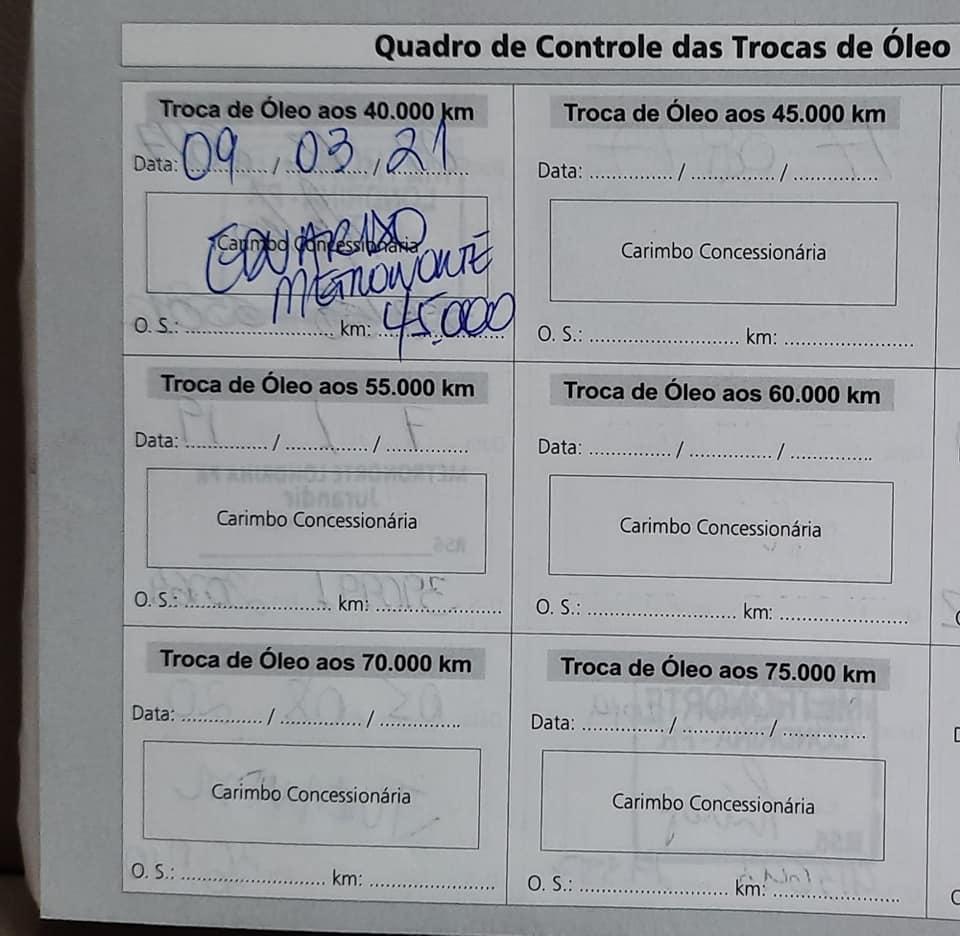 Quadro de Controle das Trocas de Óleo
Troca de Óleo aos 40.000 km
Data: 09 / 03 / 21
Carimbo Concessionária
EDUARDO
METRONORTE
O. S.: km: 45.000
Troca de Óleo aos 45.000 km
Data: / /
Carimbo Concessionária
O. S.: km:
Troca de Óleo aos 55.000 km
Data: / /
Carimbo Concessionária
O. S.: km:
Troca de Óleo aos 60.000 km
Data: / /
Carimbo Concessionária
O. S.: km:
Troca de Óleo aos 70.000 km
Data: / /
Carimbo Concessionária
O. S.: km:
Troca de Óleo aos 75.000 km
Data: / /
Carimbo Concessionária
O. S.: km: